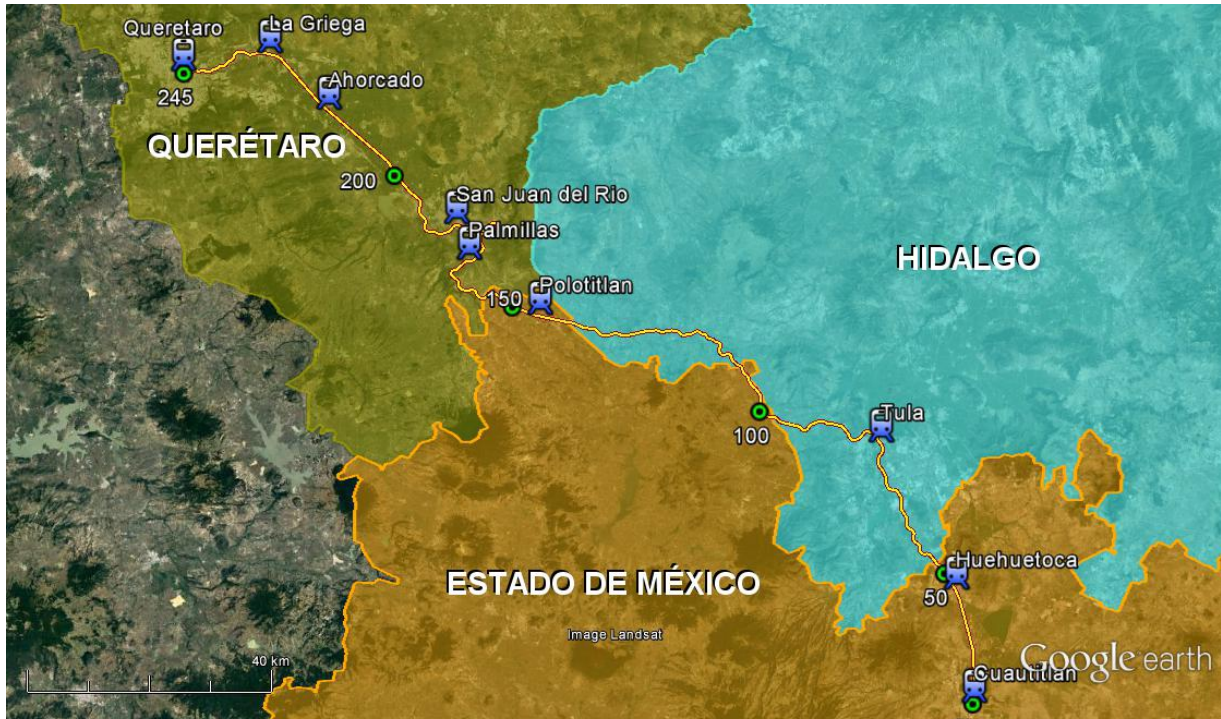 Queretaro
La Griega
245
Ahorcado
QUERÉTARO
200
San Juan del Rio
Palmillas
HIDALGO
150
Polotitlan
100
Tula
ESTADO DE MÉXICO
Huehuetoca
50
Image Landsat
40 km
Google earth
Cuautitlan